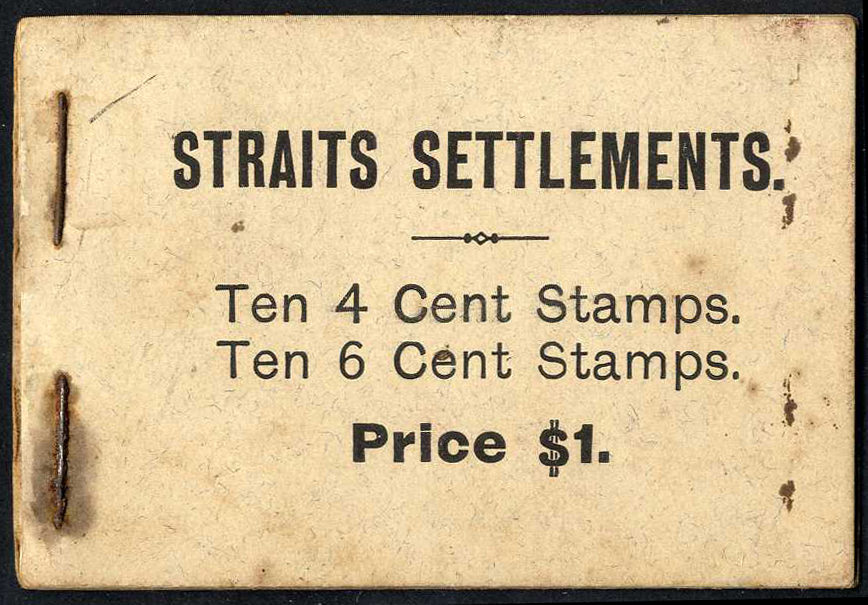 STRAITS SETTLEMENTS.
Ten 4 Cent Stamps.
Ten 6 Cent Stamps.
Price $1.